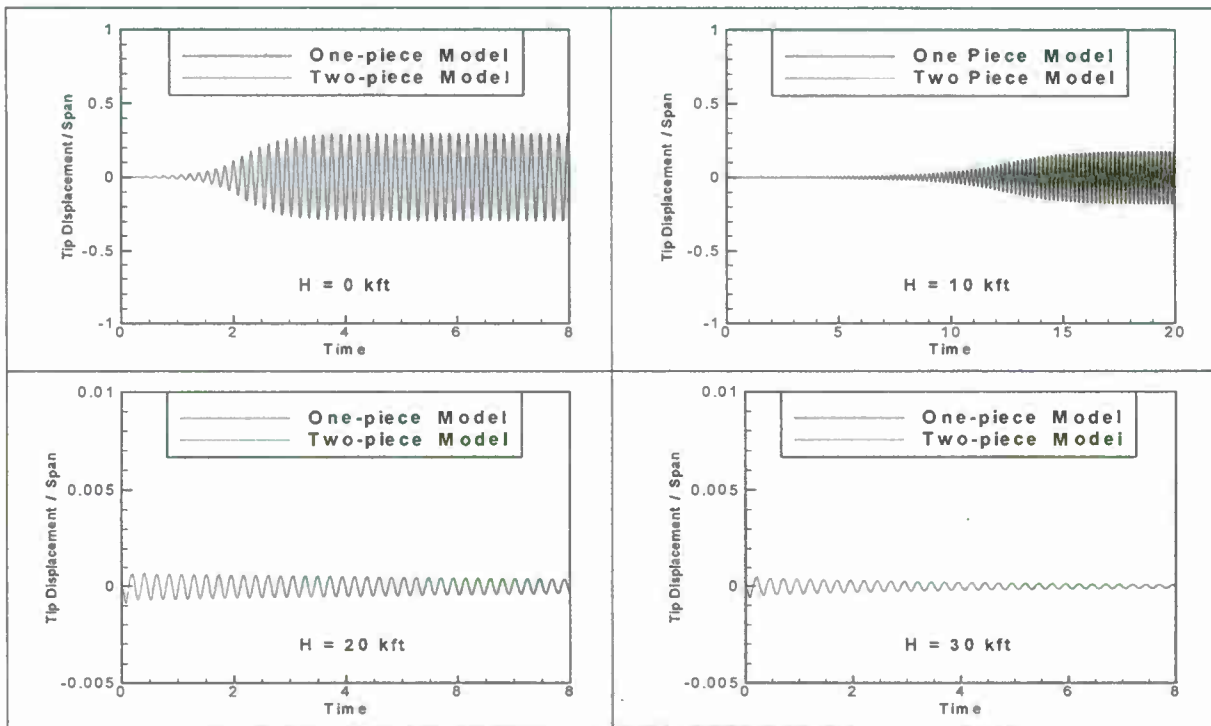 1
One-piece Model
Two-piece Model
0.5
Tip Displacement / Span
0
-0.5
H = 0 kft
-1
0 2 4 6 8
Time
1
One Piece Model
Two Piece Model
0.5
Tip Displacement / Span
0
-0.5
H = 10 kft
-1
0 5 10 15 20
Time
0.01
One-piece Model
Two-piece Model
0.005
Tip Displacement / Span
0
H = 20 kft
-0.005
0 2 4 6 8
Time
0.01
One-piece Model
Two-piece Model
0.005
Tip Displacement / Span
0
H = 30 kft
-0.005
0 2 4 6 8
Time